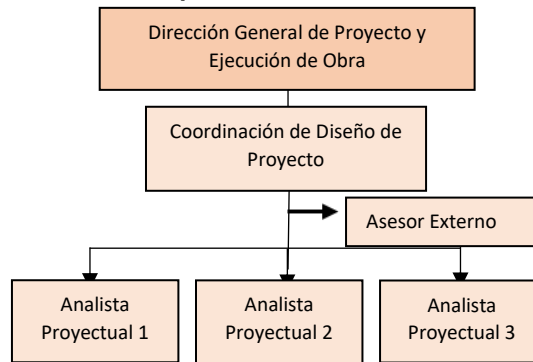 Dirección General de Proyecto y
Ejecución de Obra
Coordinación de Diseño de
Proyecto
Asesor Externo
Analista
Proyectual 1
Analista
Proyectual 2
Analista
Proyectual 3